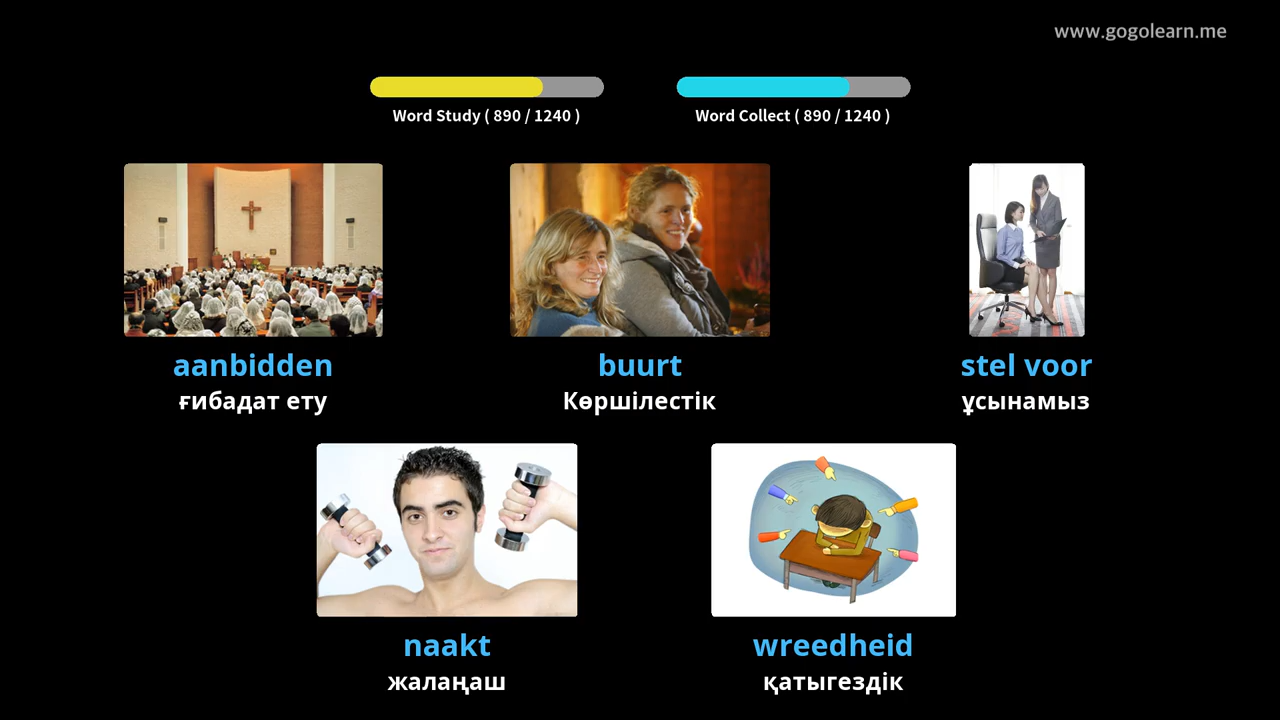 www.gogolearn.me
Word Study ( 890 / 1240 )
Word Collect ( 890 / 1240 )
aanbidden
ғибадат ету
buurt
Көршілестік
stel voor
ұсынамыз
naakt
жалаңаш
wreedheid
қатыгездік